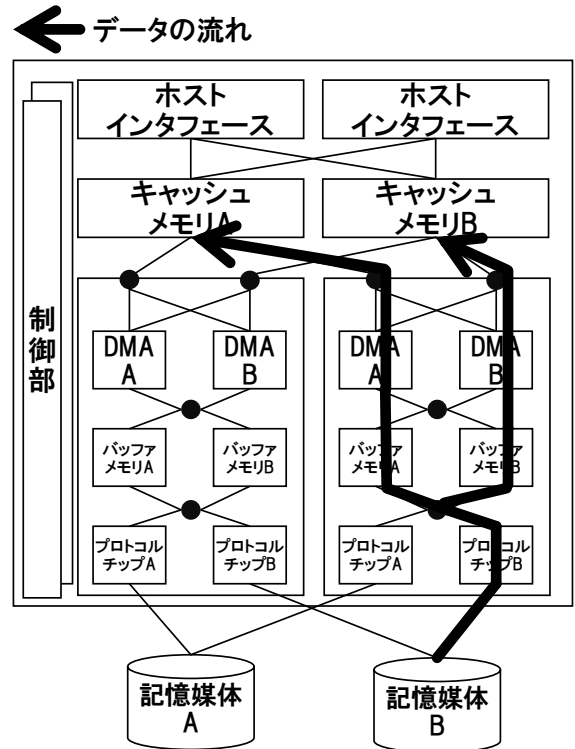 データの流れ
ホスト
インタフェース
ホスト
インタフェース
キャッシュ
メモリA
キャッシュ
メモリB
制御部
DMA
A
DMA
B
DMA
A
DMA
B
バッファ
メモリA
バッファ
メモリB
バッファ
メモリA
バッファ
メモリB
プロトコル
チップA
プロトコル
チップB
プロトコル
チップA
プロトコル
チップB
記憶媒体
A
記憶媒体
B